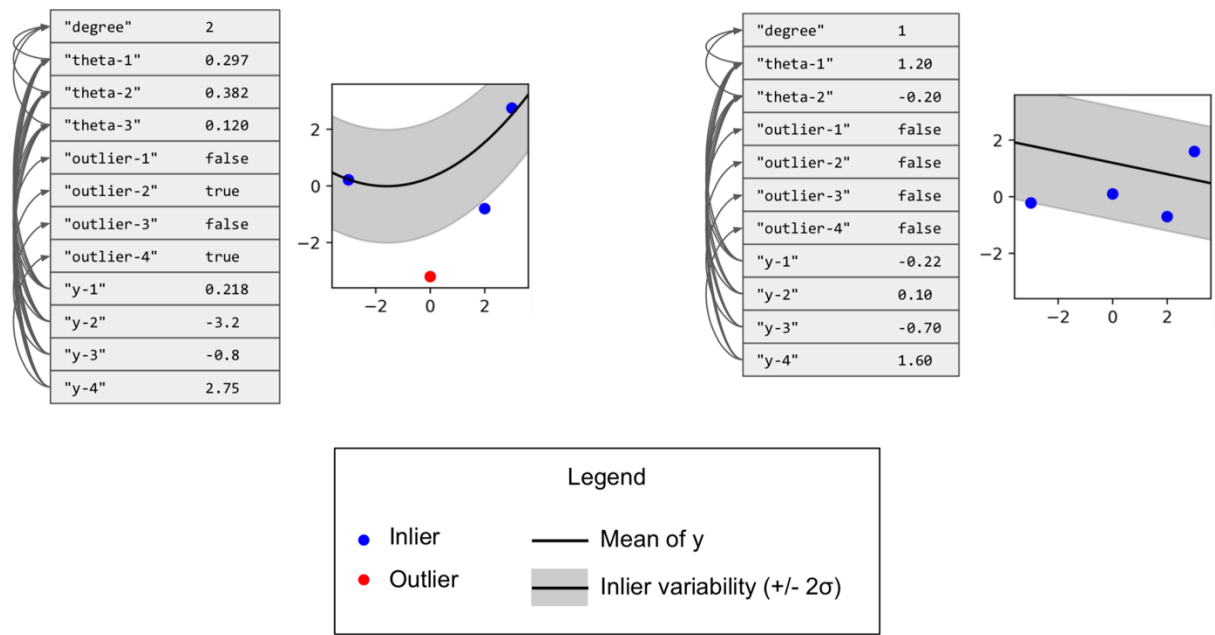 "degree" 2
"theta-1" 0.297
"theta-2" 0.382
"theta-3" 0.120
"outlier-1" false
"outlier-2" true
"outlier-3" false
"outlier-4" true
"y-1" 0.218
"y-2" -3.2
"y-3" -0.8
"y-4" 2.75
2
0
−2
−2 0 2
"degree" 1
"theta-1" 1.20
"theta-2" -0.20
"outlier-1" false
"outlier-2" false
"outlier-3" false
"outlier-4" false
"y-1" -0.22
"y-2" 0.10
"y-3" -0.70
"y-4" 1.60
2
0
−2
−2 0 2
Legend
Inlier
Mean of y
Outlier
Inlier variability (+/- 2σ)